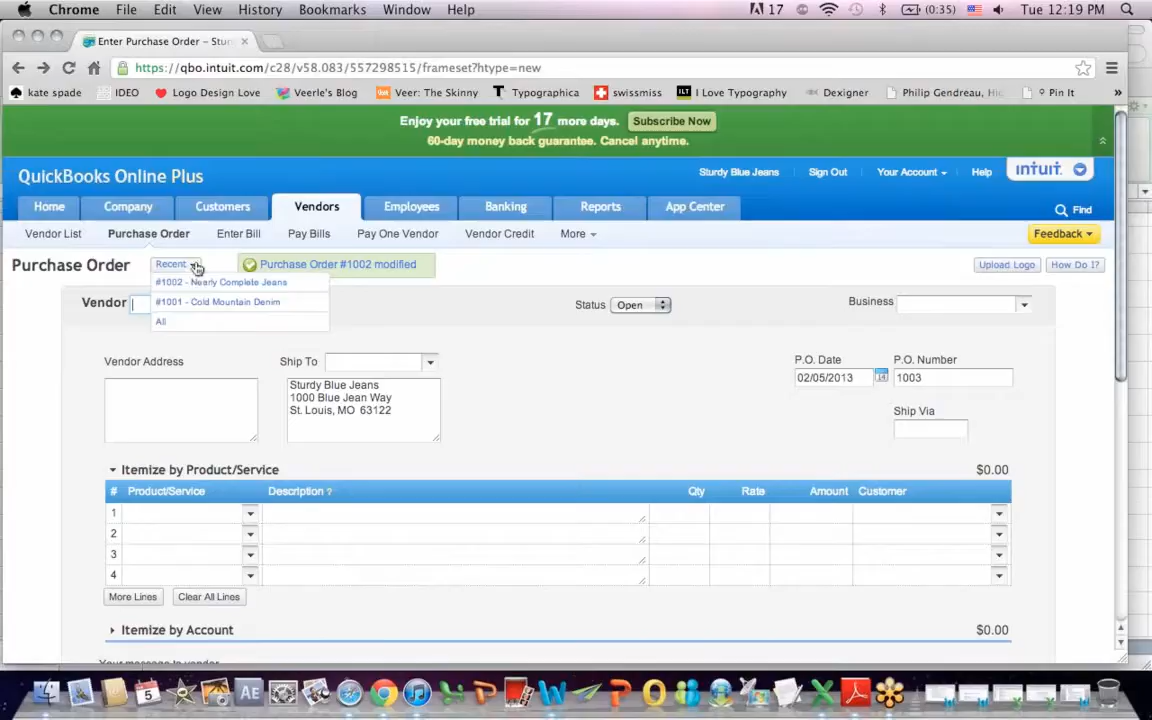 Chrome File Edit View History Bookmarks Window Help 17 (0:35) Tue 12:19 PM
Enter Purchase Order – Stu
https://qbo.intuit.com/c28/v58.083/557298515/frameset?htype=new
kate spade IDEO Logo Design Love Veerle's Blog Veer: The Skinny Typographica swissmiss I Love Typography Dexigner Philip Gendreau, Hi Pin It »
Enjoy your free trial for 17 more days. Subscribe Now
60-day money back guarantee. Cancel anytime.
QuickBooks Online Plus Sturdy Blue Jeans Sign Out Your Account Help intuit.
Home Company Customers Vendors Employees Banking Reports App Center Find
Vendor List Purchase Order Enter Bill Pay Bills Pay One Vendor Vendor Credit More Feedback
Purchase Order Recent Purchase Order #1002 modified Upload Logo How Do I?
#1002 - Nearly Complete Jeans
#1001 - Cold Mountain Denim
All
Vendor Status Open Business
Vendor Address Ship To P.O. Date P.O. Number
Sturdy Blue Jeans
1000 Blue Jean Way
St. Louis, MO 63122
02/05/2013 1003
Ship Via
Itemize by Product/Service $0.00
# Product/Service Description ? Qty Rate Amount Customer
1
2
3
4
More Lines Clear All Lines
Itemize by Account $0.00
Your message to vendor